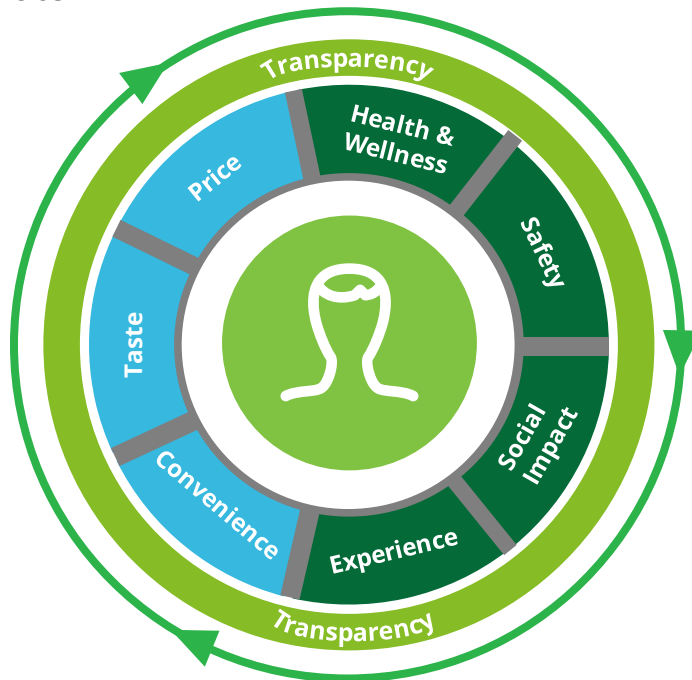 Transparency
Health &
Wellness
Price
Safety
Taste
Social
Impact
Convenience
Experience
Transparency